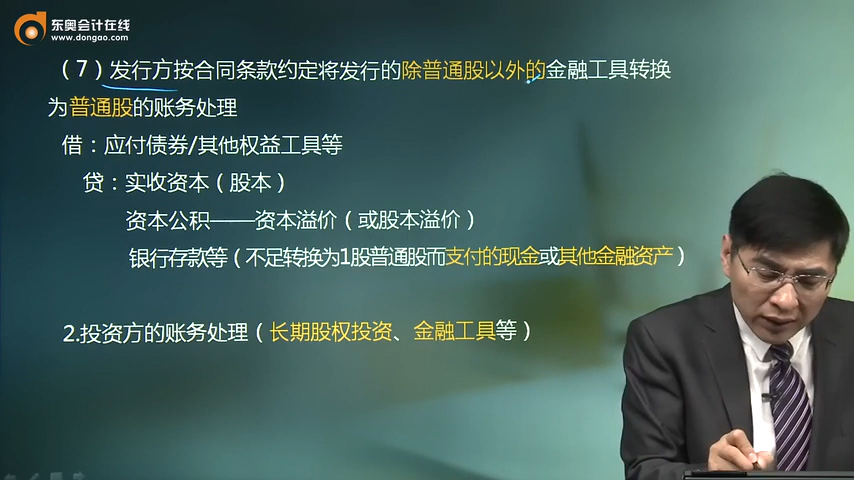 东奥会计在线
www.dongao.com
（7）发行方按合同条款约定将发行的除普通股以外的金融工具转换
为普通股的账务处理
借：应付债券/其他权益工具等
贷：实收资本（股本）
资本公积——资本溢价（或股本溢价）
银行存款等（不足转换为1股普通股而支付的现金或其他金融资产）
2.投资方的账务处理（长期股权投资、金融工具等）